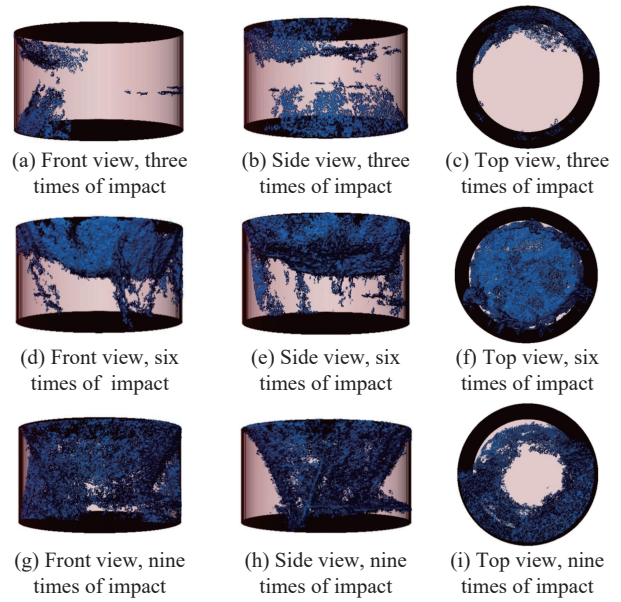 (a) Front view, three
times of impact
(b) Side view, three
times of impact
(c) Top view, three
times of impact
(d) Front view, six
times of  impact
(e) Side view, six
times of impact
(f) Top view, six
times of impact
(g) Front view, nine
times of impact
(h) Side view, nine
times of impact
(i) Top view, nine
times of impact